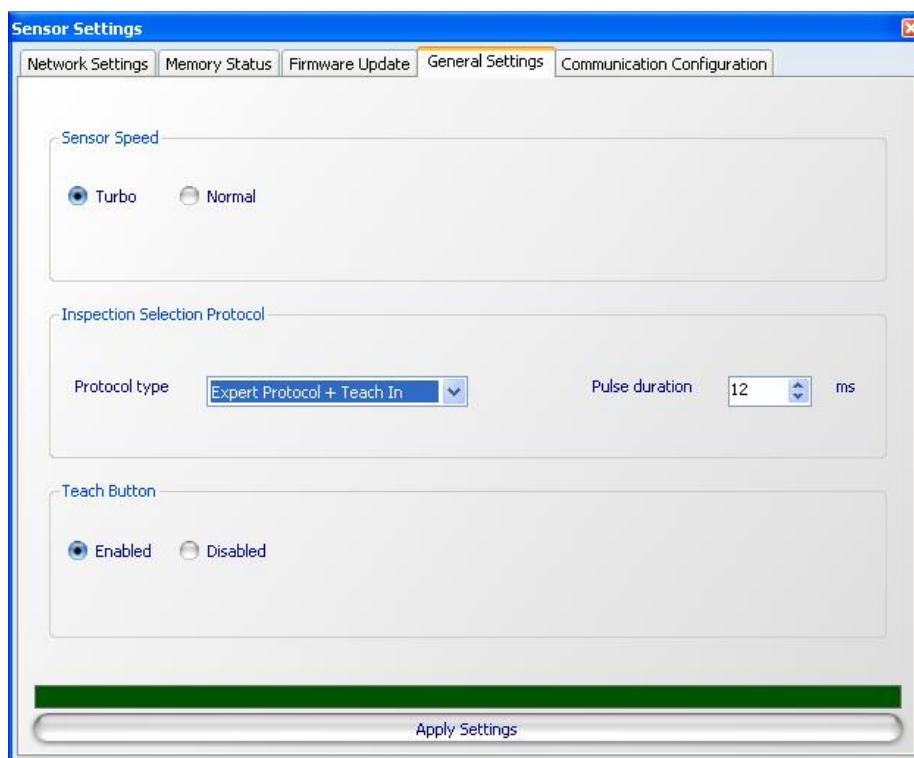 Sensor Settings
Network Settings Memory Status Firmware Update General Settings Communication Configuration
Sensor Speed
Turbo Normal
Inspection Selection Protocol
Protocol type Expert Protocol + Teach In Pulse duration 12 ms
Teach Button
Enabled Disabled
Apply Settings